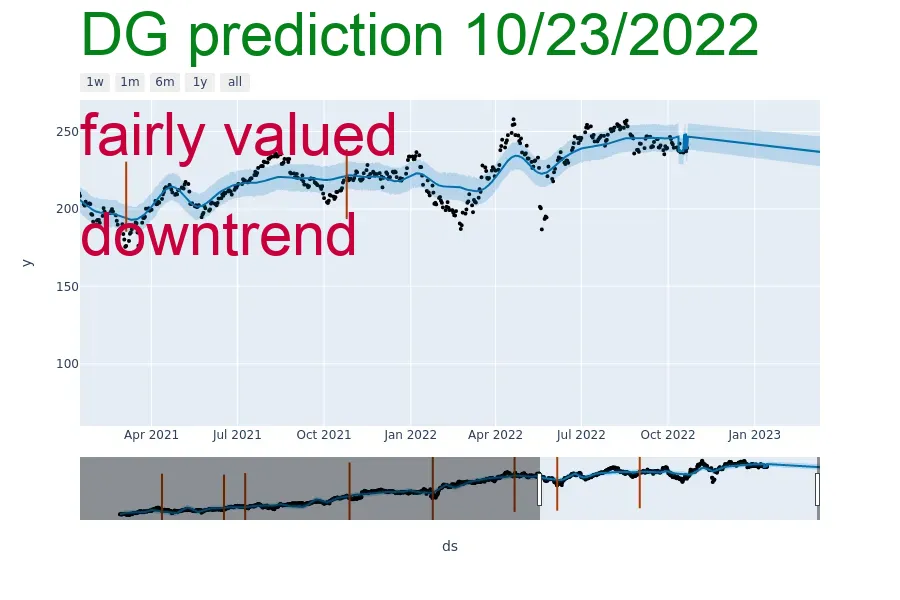 DG prediction 10/23/2022
1w 1m 6m 1y all
fairly valued
downtrend
250
200
150
100
y
Apr 2021 Jul 2021 Oct 2021 Jan 2022 Apr 2022 Jul 2022 Oct 2022 Jan 2023
ds